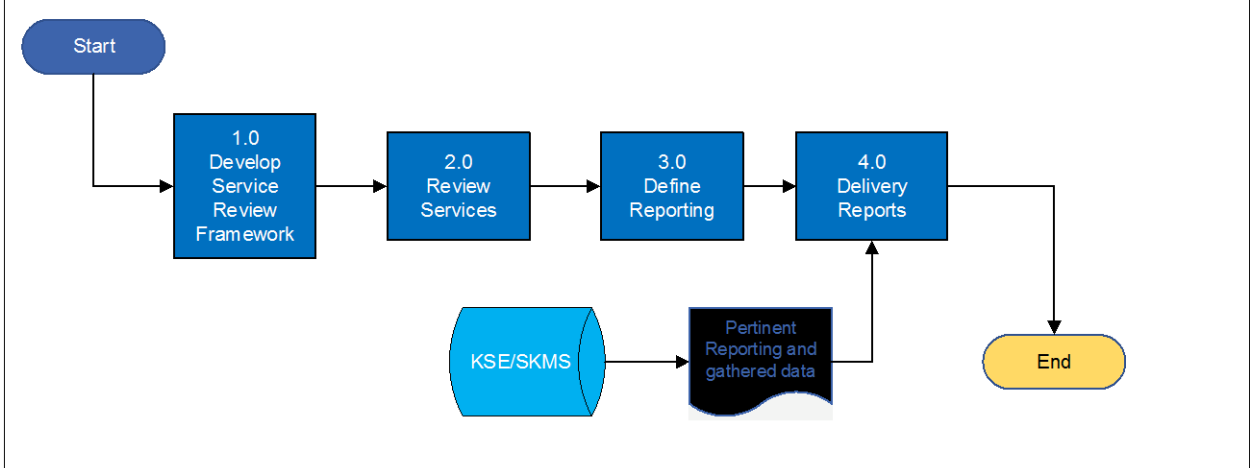 Start
1.0
Develop
Service
Review
Framework
2.0
Review
Services
3.0
Define
Reporting
4.0
Delivery
Reports
KSE/SKMS
Pertinent
Reporting and
gathered data
End